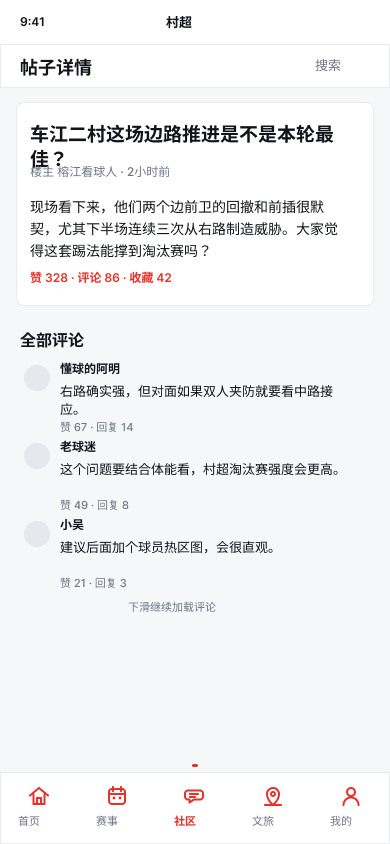 9:41
村超
帖子详情
搜索
车江二村这场边路推进是不是本轮最
佳？
楼主 榕江看球人 · 2小时前
现场看下来，他们两个边前卫的回撤和前插很默
契，尤其下半场连续三次从右路制造威胁。大家觉
得这套踢法能撑到淘汰赛吗？
赞 328 · 评论 86 · 收藏 42
全部评论
懂球的阿明
右路确实强，但对面如果双人夹防就要看中路接
应。
赞 67 · 回复 14
老球迷
这个问题要结合体能看，村超淘汰赛强度会更高。
赞 49 · 回复 8
小吴
建议后面加个球员热区图，会很直观。
赞 21 · 回复 3
下滑继续加载评论
首页
赛事
社区
文旅
我的